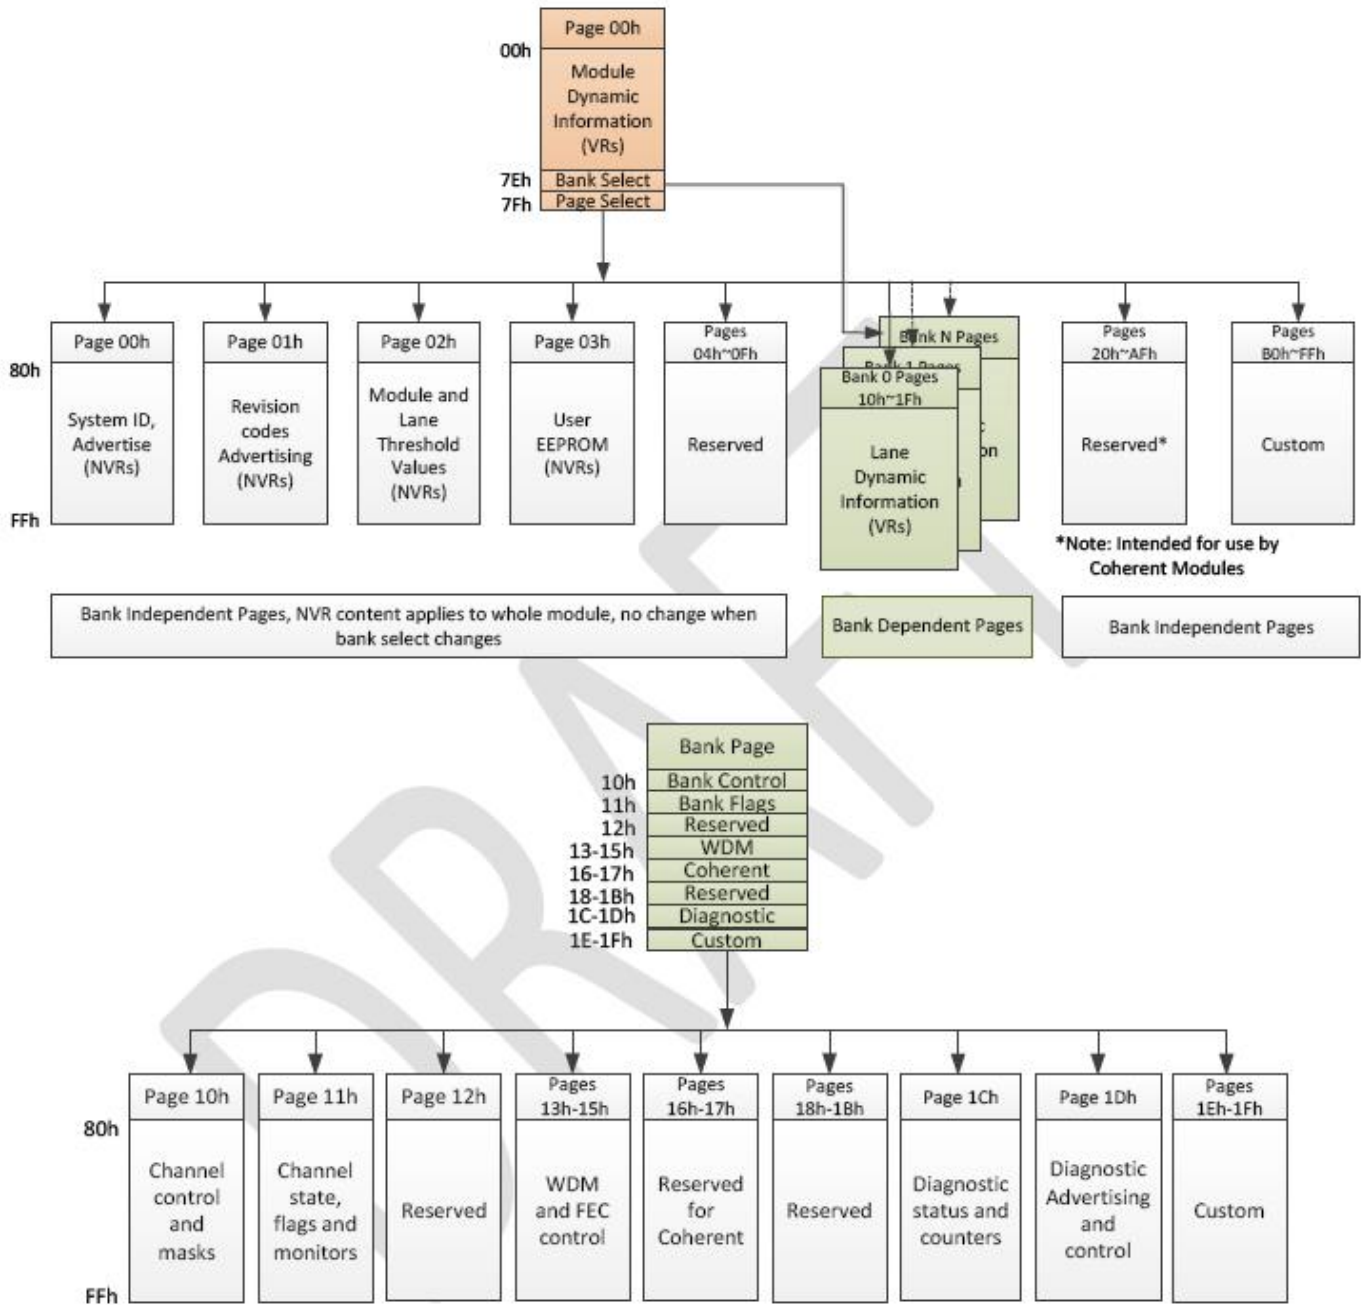 Page 00h
00h
Module
Dynamic
Information
(VRs)
7Eh Bank Select
7Fh Page Select
Page 00h
80h
System ID,
Advertise
(NVRs)
FFh
Page 01h
Revision
codes
Advertising
(NVRs)
Page 02h
Module and
Lane
Threshold
Values
(NVRs)
Page 03h
User
EEPROM
(NVRs)
Pages
04h~0Fh
Reserved
Bank N Pages
Bank 1 Pages
Bank 0 Pages
10h~1Fh
Lane
Dynamic
Information
(VRs)
Pages
20h~AFh
Reserved*
Pages
B0h~FFh
Custom
*Note: Intended for use by
Coherent Modules
Bank Independent Pages, NVR content applies to whole module, no change when
bank select changes
Bank Dependent Pages
Bank Independent Pages
Bank Page
10h Bank Control
11h Bank Flags
12h Reserved
13-15h WDM
16-17h Coherent
18-1Bh Reserved
1C-1Dh Diagnostic
1E-1Fh Custom
Page 10h
80h
Channel
control
and
masks
FFh
Page 11h
Channel
state,
flags and
monitors
Page 12h
Reserved
Pages
13h-15h
WDM
and FEC
control
Pages
16h-17h
Reserved
for
Coherent
Pages
18h-1Bh
Reserved
Page 1Ch
Diagnostic
status and
counters
Page 1Dh
Diagnostic
Advertising
and
control
Pages
1Eh-1Fh
Custom
DRAFT